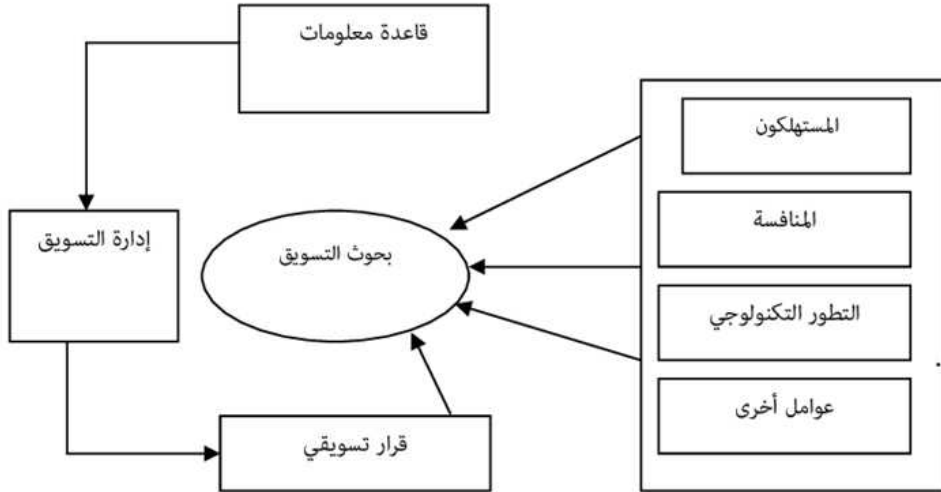 قاعدة معلومات
المستهلكون
المنافسة
إدارة التسويق
بحوث التسويق
التطور التكنولوجي
عوامل أخرى
قرار تسويقي